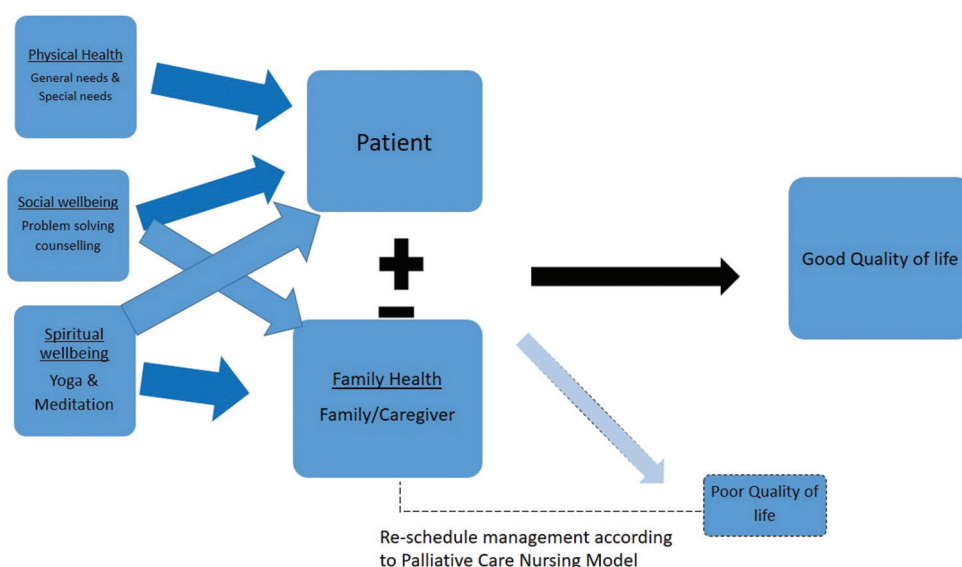 Physical Health
General needs &
Special needs
Patient
Social wellbeing
Problem solving
counselling
+
Good Quality of life
Spiritual
wellbeing
Yoga &
Meditation
Family Health
Family/Caregiver
Poor Quality of
life
Re-schedule management according
to Palliative Care Nursing Model